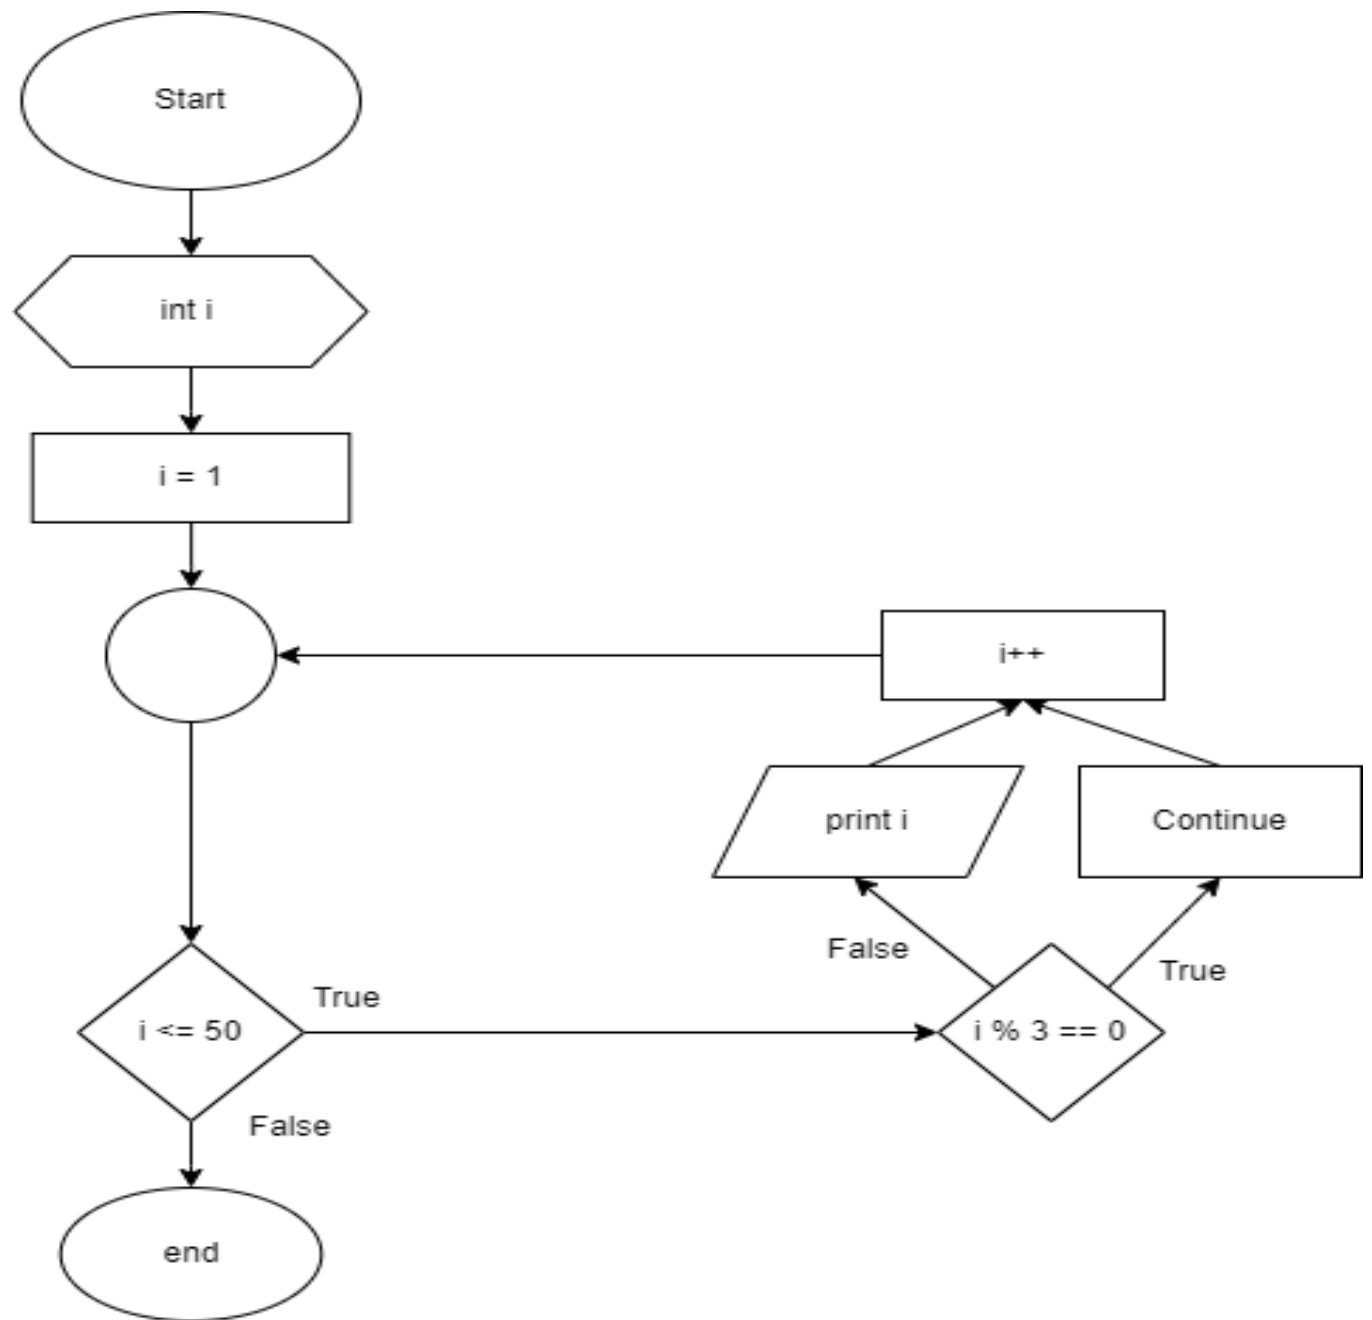 Start
int i
i = 1
i++
print i
Continue
False
True
True
i <= 50
i % 3 == 0
False
end